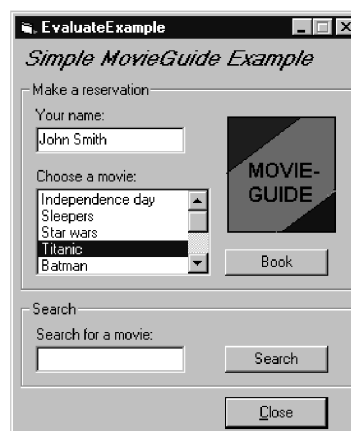 EvaluateExample
Simple MovieGuide Example
Make a reservation
Your name:
John Smith
Choose a movie:
Independence day
Sleepers
Star wars
Titanic
Batman
MOVIE-
GUIDE
Book
Search
Search for a movie:
Search
Close